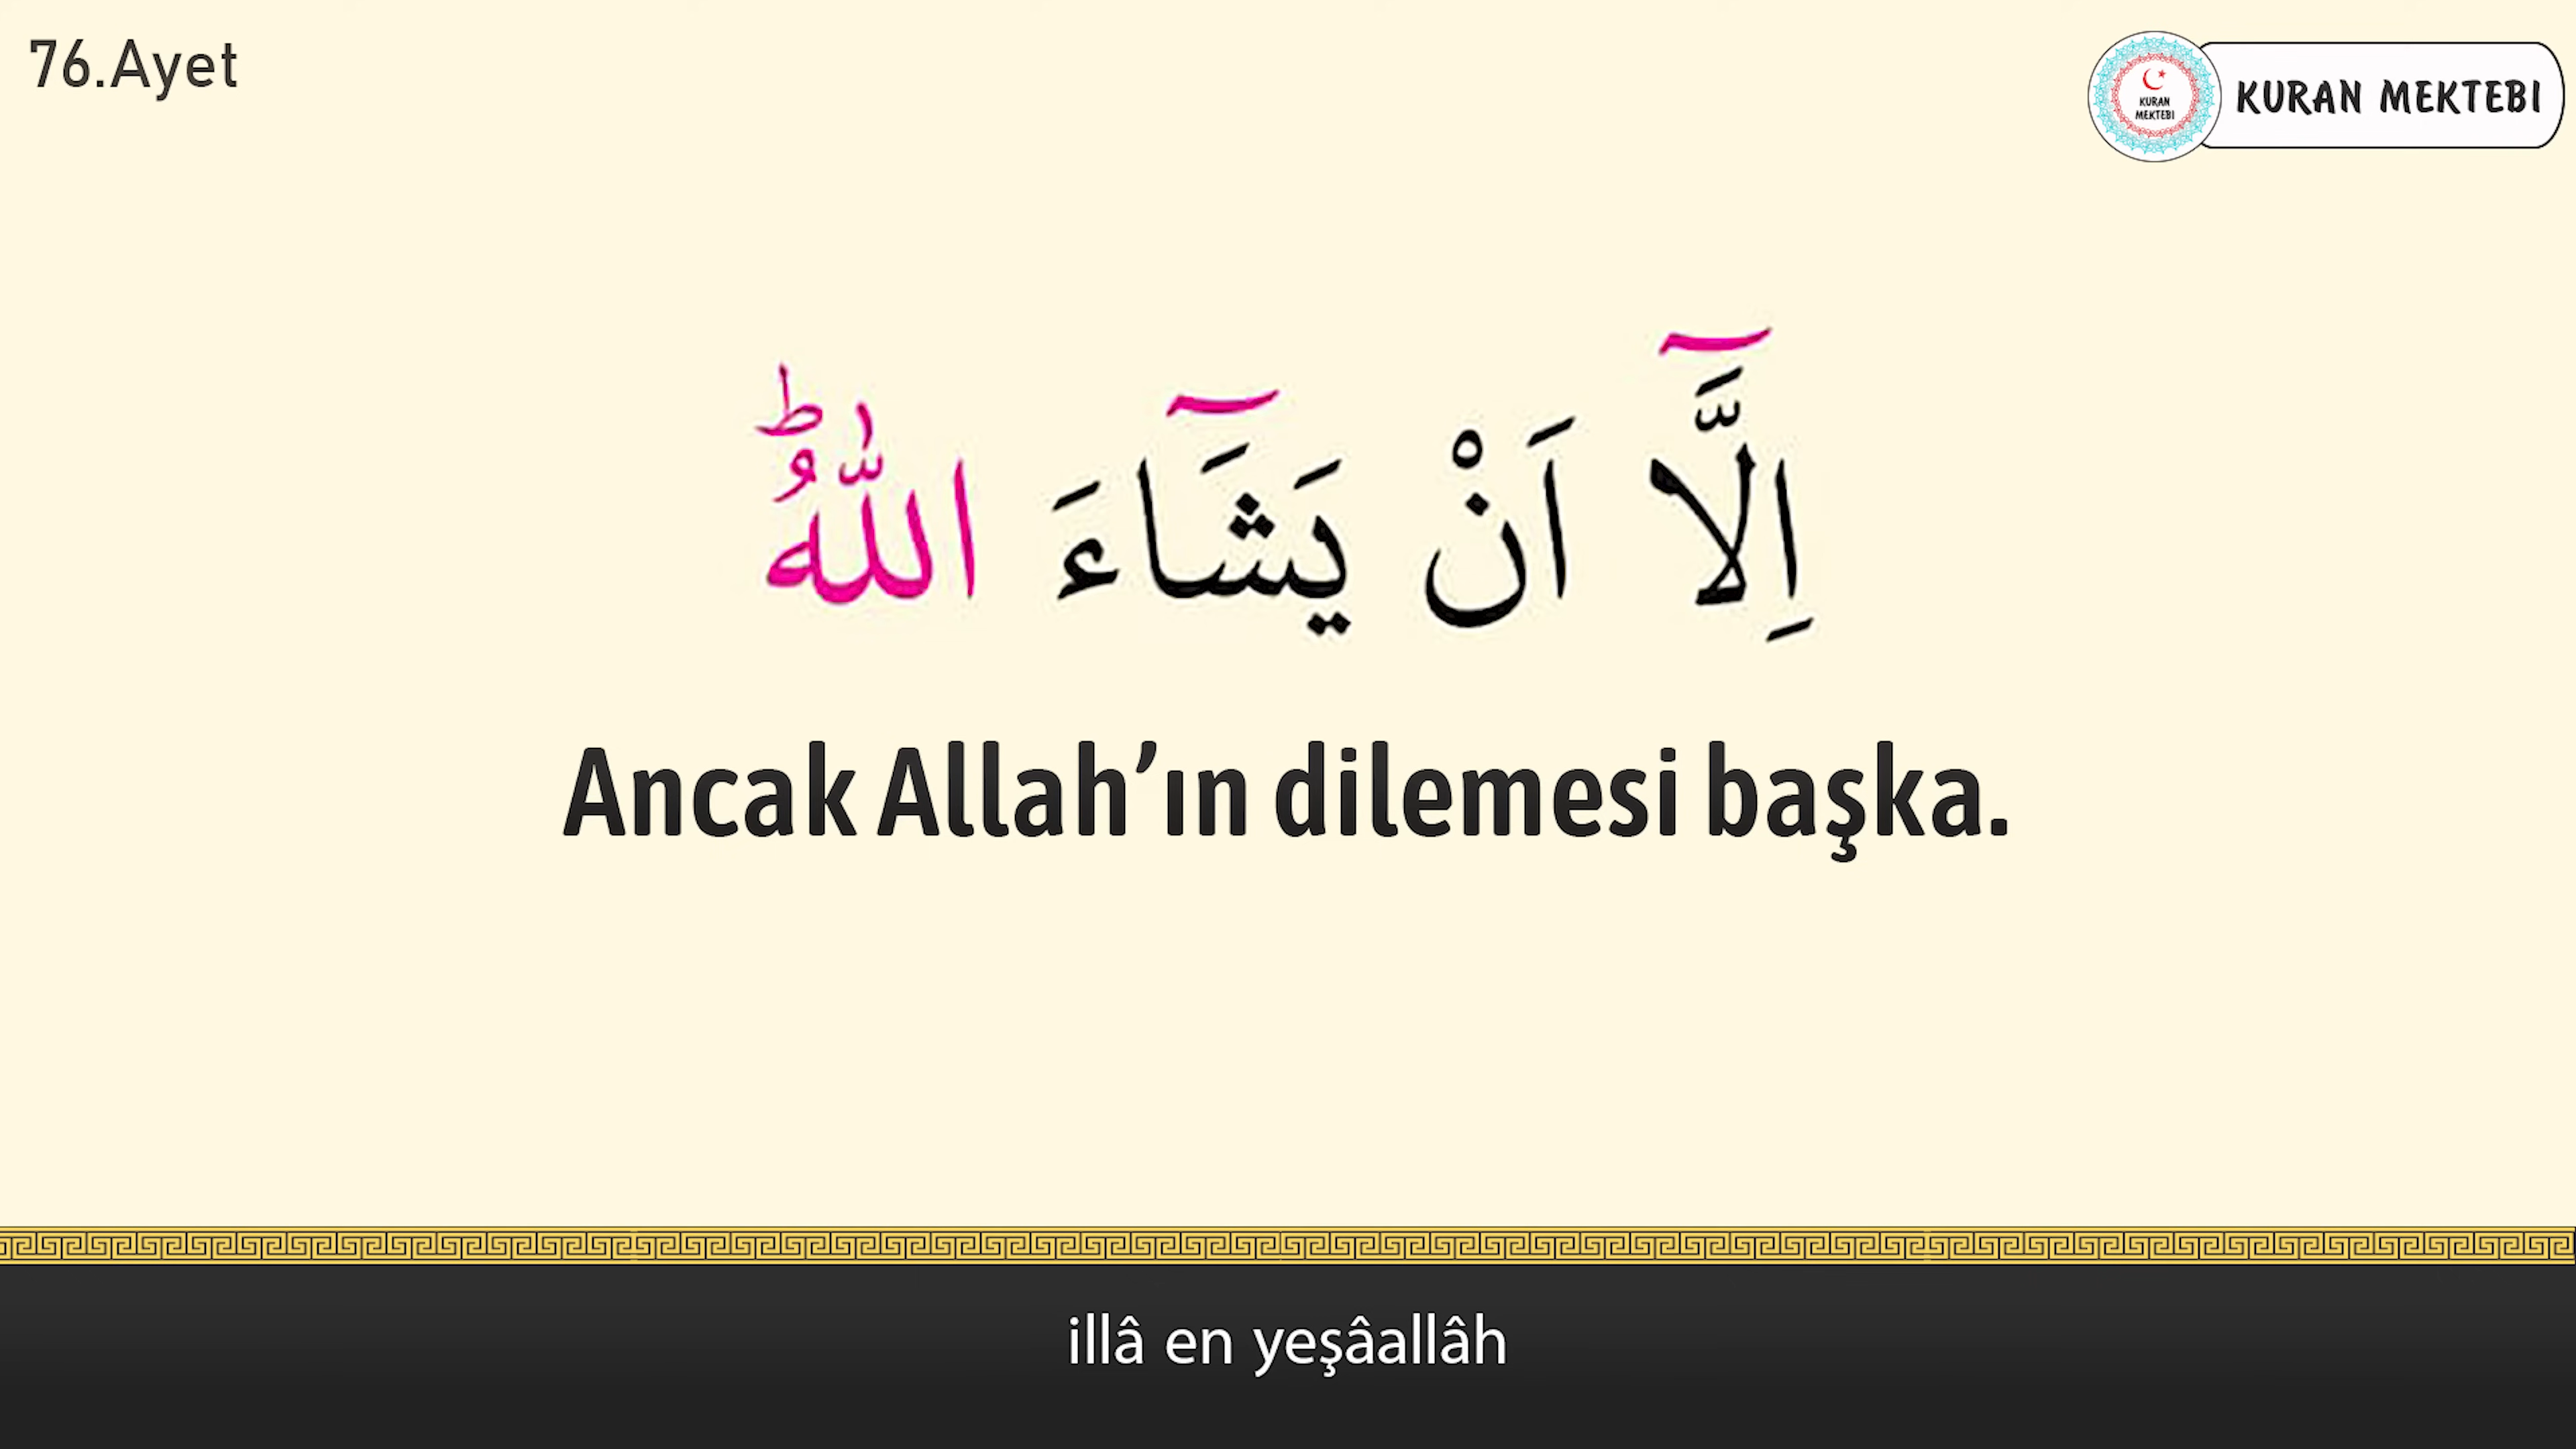 76.Ayet
KURAN
MEKTEBI
KURAN MEKTEBI
اِلَّٓا اَنْ يَشَٓاءَ اللّٰهُۜ
Ancak Allah’ın dilemesi başka.
illâ en yeşâallâh